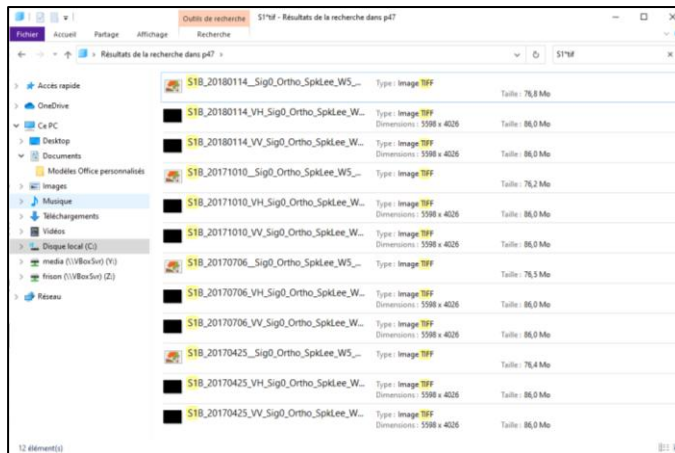 Outils de recherche
S1*tif - Résultats de la recherche dans p47
Fichier Accueil Partage Affichage Recherche
Résultats de la recherche dans p47
S1*tif
Accès rapide
OneDrive
Ce PC
Desktop
Documents
Modèles Office personnalisés
Images
Musique
Téléchargements
Vidéos
Disque local (C:)
media (\\VBoxSvr) (Y:)
frison (\\VBoxSvr) (Z:)
Réseau
S1B_20180114__Sig0_Ortho_SpkLee_W5_... Type : Image TIFF
Taille : 76,8 Mo
S1B_20180114_VH_Sig0_Ortho_SpkLee_W... Type : Image TIFF
Dimensions : 5598 x 4026 Taille : 86,0 Mo
S1B_20180114_VV_Sig0_Ortho_SpkLee_W... Type : Image TIFF
Dimensions : 5598 x 4026 Taille : 86,0 Mo
S1B_20171010__Sig0_Ortho_SpkLee_W5_... Type : Image TIFF
Taille : 76,2 Mo
S1B_20171010_VH_Sig0_Ortho_SpkLee_W... Type : Image TIFF
Dimensions : 5598 x 4026 Taille : 86,0 Mo
S1B_20171010_VV_Sig0_Ortho_SpkLee_W... Type : Image TIFF
Dimensions : 5598 x 4026 Taille : 86,0 Mo
S1B_20170706__Sig0_Ortho_SpkLee_W5_... Type : Image TIFF
Taille : 76,5 Mo
S1B_20170706_VH_Sig0_Ortho_SpkLee_W... Type : Image TIFF
Dimensions : 5598 x 4026 Taille : 86,0 Mo
S1B_20170706_VV_Sig0_Ortho_SpkLee_W... Type : Image TIFF
Dimensions : 5598 x 4026 Taille : 86,0 Mo
S1B_20170425__Sig0_Ortho_SpkLee_W5_... Type : Image TIFF
Taille : 76,4 Mo
S1B_20170425_VH_Sig0_Ortho_SpkLee_W... Type : Image TIFF
Dimensions : 5598 x 4026 Taille : 86,0 Mo
S1B_20170425_VV_Sig0_Ortho_SpkLee_W... Type : Image TIFF
Dimensions : 5598 x 4026 Taille : 86,0 Mo
12 élément(s)